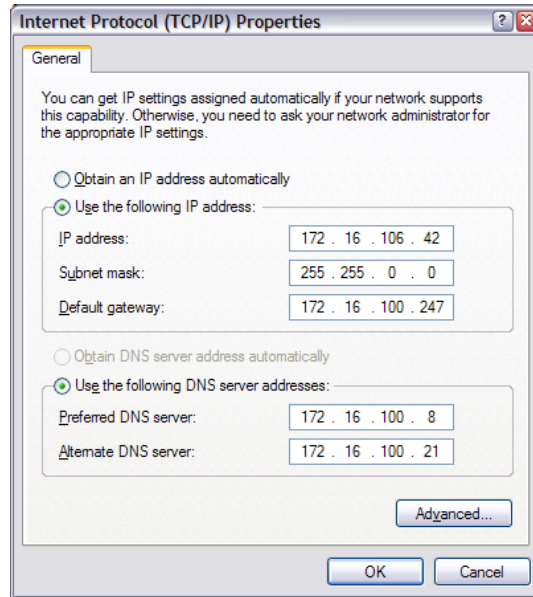 Internet Protocol (TCP/IP) Properties
General
You can get IP settings assigned automatically if your network supports
this capability. Otherwise, you need to ask your network administrator for
the appropriate IP settings.
Obtain an IP address automatically
Use the following IP address:
IP address: 172 . 16 . 106 . 42
Subnet mask: 255 . 255 . 0 . 0
Default gateway: 172 . 16 . 100 . 247
Obtain DNS server address automatically
Use the following DNS server addresses:
Preferred DNS server: 172 . 16 . 100 . 8
Alternate DNS server: 172 . 16 . 100 . 21
Advanced...
OK Cancel